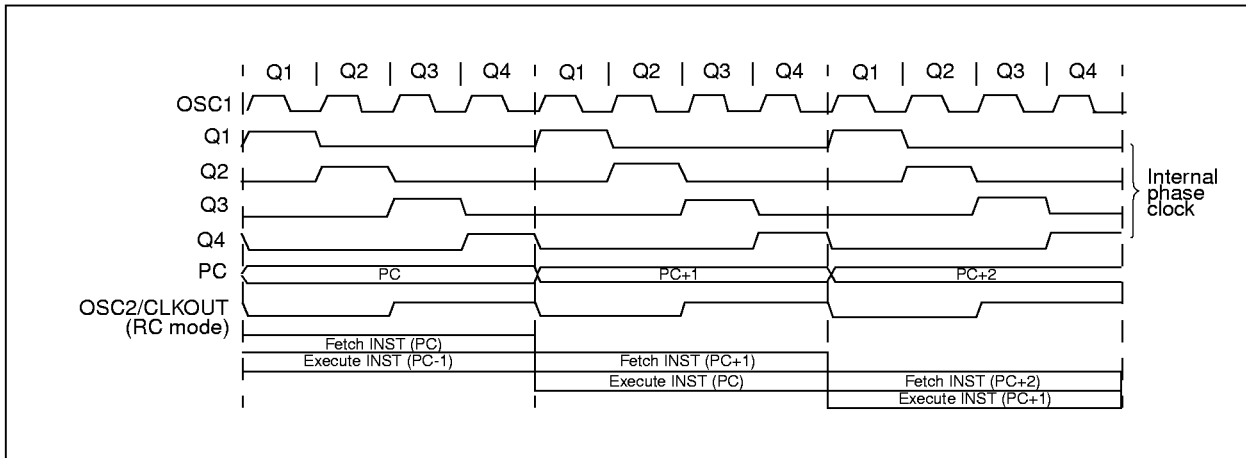 Q1 | Q2 | Q3 | Q4 | Q1 | Q2 | Q3 | Q4 | Q1 | Q2 | Q3 | Q4
OSC1
Q1
Q2
Q3
Q4
Internal
phase
clock
PC PC PC+1 PC+2
OSC2/CLKOUT
(RC mode)
Fetch INST (PC)
Execute INST (PC-1) Fetch INST (PC+1)
Execute INST (PC) Fetch INST (PC+2)
Execute INST (PC+1)